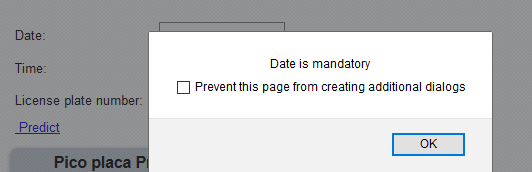 Date:
Date is mandatory
Time:
Prevent this page from creating additional dialogs
License plate number:
Predict
OK
Pico placa